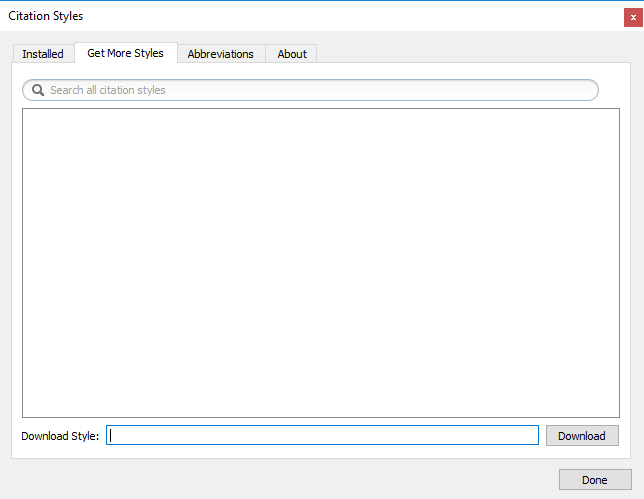 Citation Styles
x
Installed Get More Styles Abbreviations About
Search all citation styles
Download Style: Download
Done